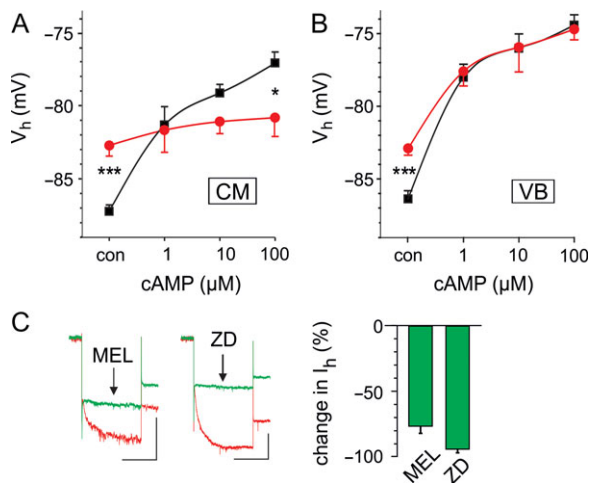 A
Vh (mV)
−75
−80
−85
*
***
CM
con 1 10 100
cAMP (µM)
B
Vh (mV)
−75
−80
−85
***
VB
con 1 10 100
cAMP (µM)
C
MEL
ZD
change in Ih (%)
0
−50
−100
MEL
ZD